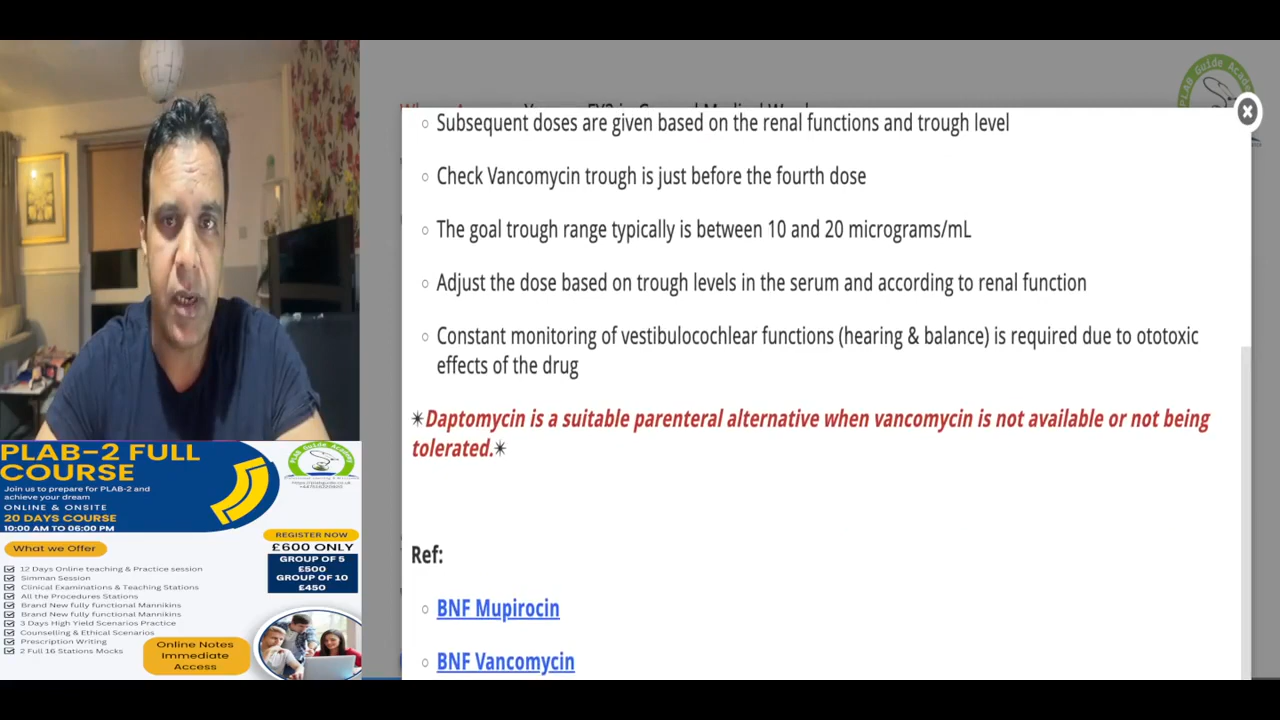 Subsequent doses are given based on the renal functions and trough level
Check Vancomycin trough is just before the fourth dose
The goal trough range typically is between 10 and 20 micrograms/mL
Adjust the dose based on trough levels in the serum and according to renal function
Constant monitoring of vestibulocochlear functions (hearing & balance) is required due to ototoxic
effects of the drug
✴Daptomycin is a suitable parenteral alternative when vancomycin is not available or not being
tolerated.✴
Ref:
BNF Mupirocin
BNF Vancomycin
PLAB Guide Acade
PLAB-2 FULL
COURSE
Join us to prepare for PLAB-2 and
achieve your dream
ONLINE & ONSITE
20 DAYS COURSE
10:00 AM TO 06:00 PM
What we Offer
12 Days Online teaching & Practice session
Simman Session
Clinical Examinations & Teaching Stations
All the Procedures Stations
Brand New fully functional Mannikins
Brand New fully functional Mannikins
3 Days High Yield Scenarios Practice
Counselling & Ethical Scenarios
Prescription Writing
2 Full 16 Stations Mocks
PLAB Guide Academy
REGISTER NOW
£600 ONLY
GROUP OF 5
£500
GROUP OF 10
£450
Online Notes
Immediate
Access